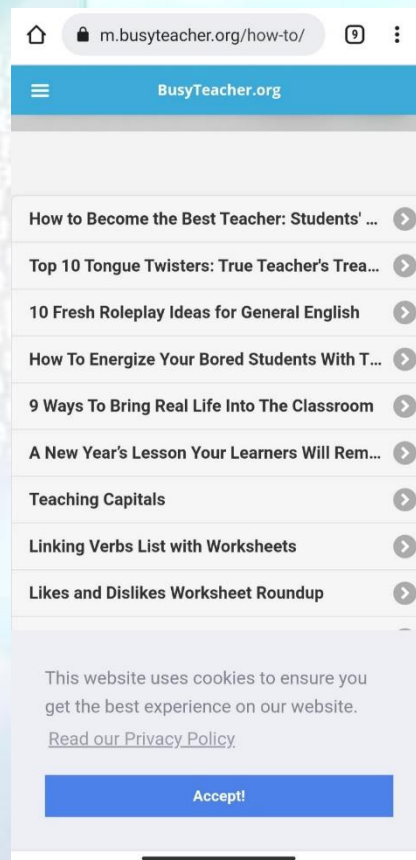 m.busyteacher.org/how-to/ 9
BusyTeacher.org
How to Become the Best Teacher: Students' ...
Top 10 Tongue Twisters: True Teacher's Trea...
10 Fresh Roleplay Ideas for General English
How To Energize Your Bored Students With T...
9 Ways To Bring Real Life Into The Classroom
A New Year’s Lesson Your Learners Will Rem...
Teaching Capitals
Linking Verbs List with Worksheets
Likes and Dislikes Worksheet Roundup
This website uses cookies to ensure you
get the best experience on our website.
Read our Privacy Policy
Accept!